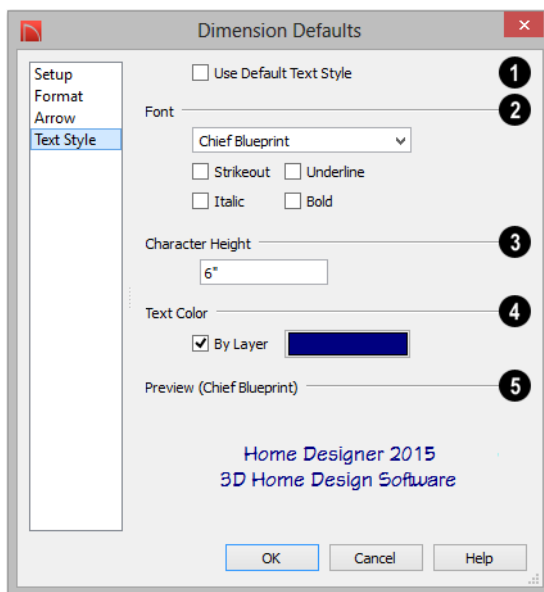 Dimension Defaults
Setup
Format
Arrow
Text Style
Use Default Text Style
1
Font
2
Chief Blueprint
Strikeout Underline
Italic Bold
Character Height
3
6"
Text Color
4
By Layer
Preview (Chief Blueprint)
5
Home Designer 2015
3D Home Design Software
OK Cancel Help